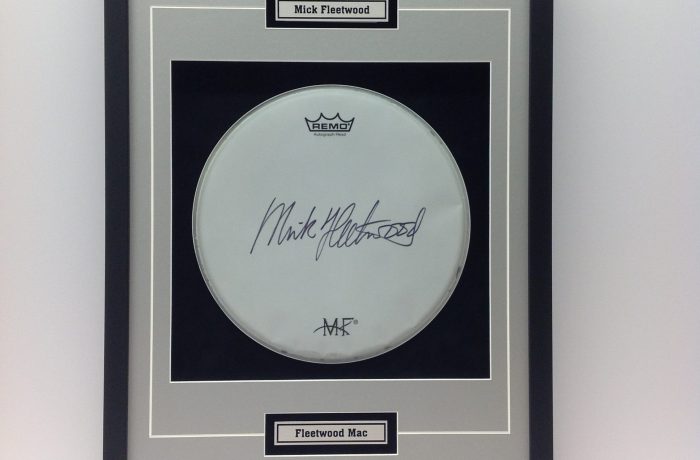 Mick Fleetwood
REMO
Autograph Head
Mick Fleetwood
MF®
Fleetwood Mac